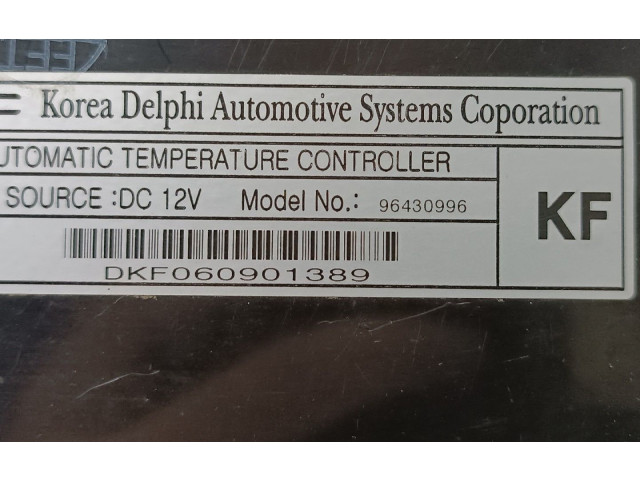 Korea Delphi Automotive Systems Coporation
UTOMATIC TEMPERATURE CONTROLLER
SOURCE :DC 12V Model No.: 96430996
KF
DKF060901389